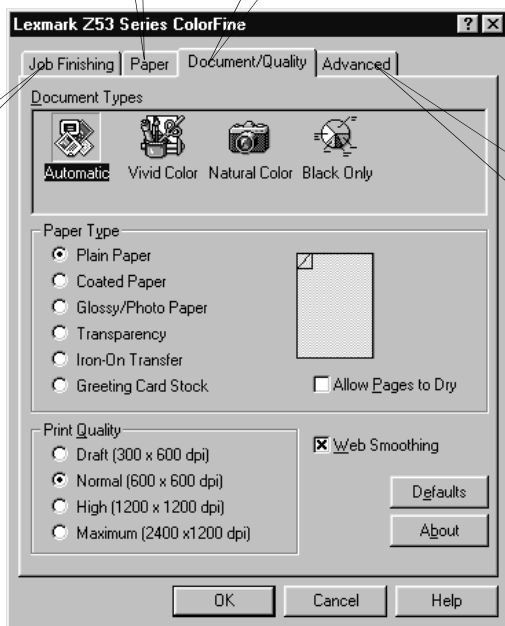 Lexmark Z53 Series ColorFine
Job Finishing Paper Document/Quality Advanced
Document Types
Automatic Vivid Color Natural Color Black Only
Paper Type
Plain Paper
Coated Paper
Glossy/Photo Paper
Transparency
Iron-On Transfer
Greeting Card Stock
Allow Pages to Dry
Print Quality
Draft (300 x 600 dpi)
Normal (600 x 600 dpi)
High (1200 x 1200 dpi)
Maximum (2400 x1200 dpi)
Web Smoothing
Defaults
About
OK Cancel Help